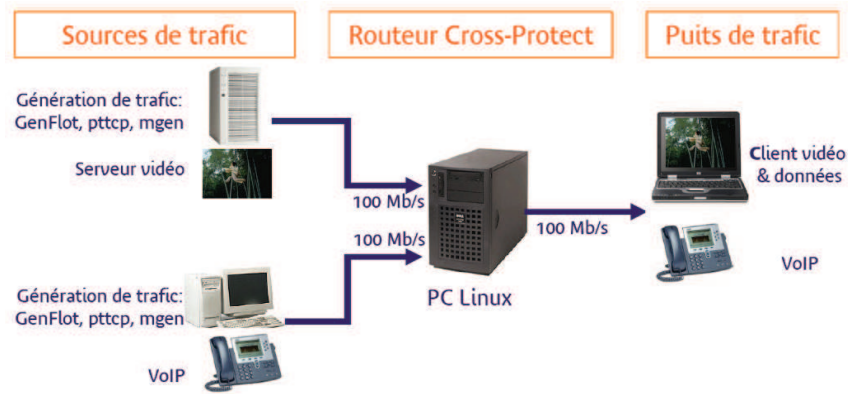 Sources de trafic
Routeur Cross-Protect
Puits de trafic
Génération de trafic:
GenFlot, pttcp, mgen
Serveur vidéo
100 Mb/s
100 Mb/s
Génération de trafic:
GenFlot, pttcp, mgen
VoIP
PC Linux
100 Mb/s
Client vidéo
& données
VoIP